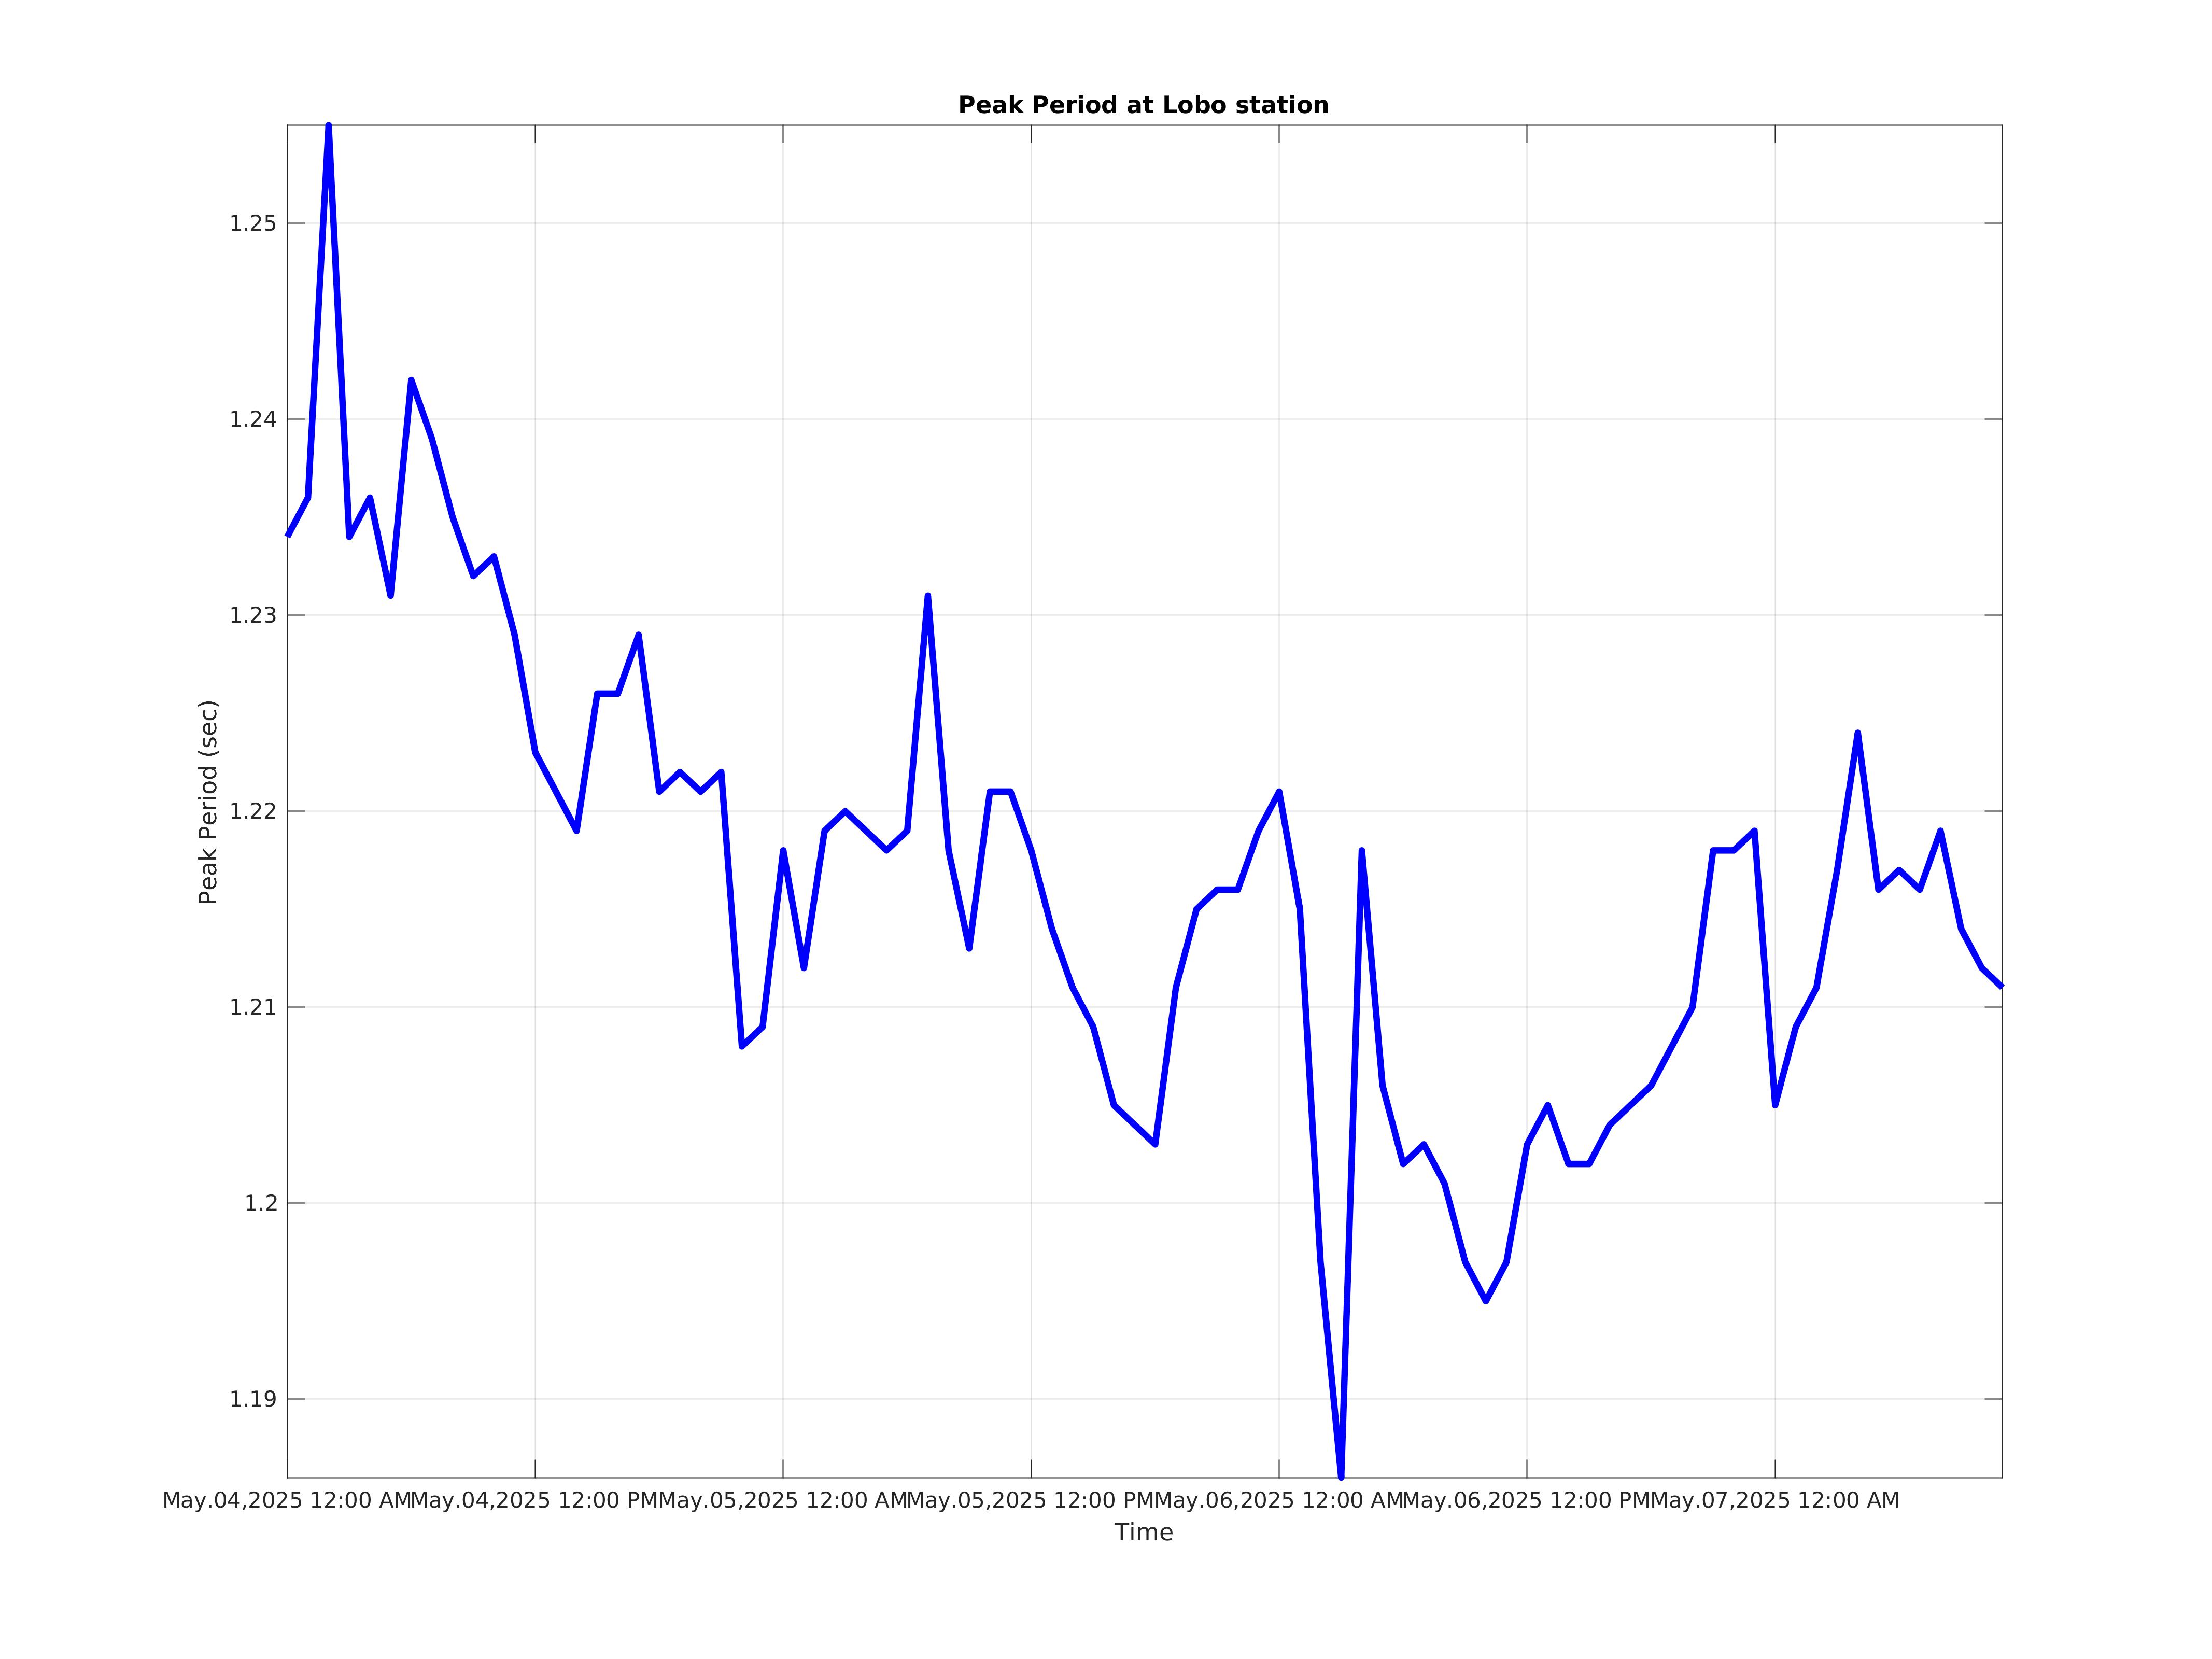 Peak Period at Lobo station
Peak Period (sec)
1.25
1.24
1.23
1.22
1.21
1.2
1.19
May.04,2025 12:00 AM
May.04,2025 12:00 PM
May.05,2025 12:00 AM
May.05,2025 12:00 PM
May.06,2025 12:00 AM
May.06,2025 12:00 PM
May.07,2025 12:00 AM
Time